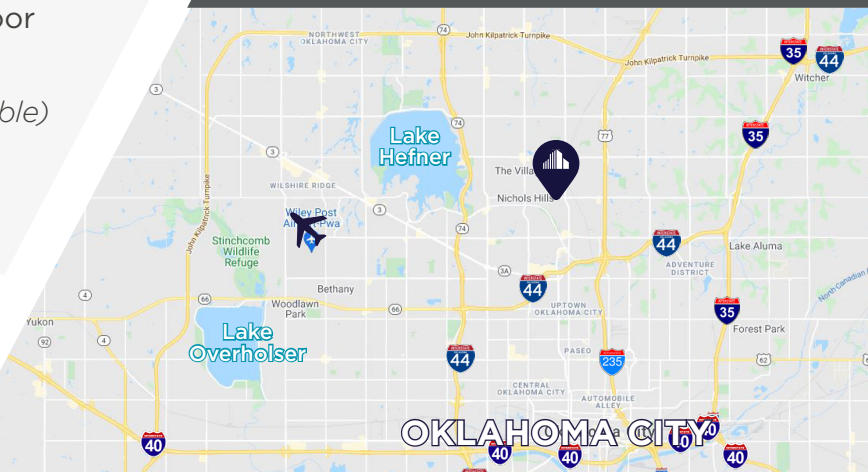 oor
ble)
NORTHWEST
OKLAHOMA CITY
74
John Kilpatrick Turnpike
John Kilpatrick Turnpike
35
44
Witcher
3
74
77
35
Lake
Hefner
3
The Villa
WILSHIRE RIDGE
Nichols Hills
John Kilpatrick Turnpike
Wiley Post
3
74
Stinchcomb
Wildlife
Refuge
44
Lake Aluma
3A
ADVENTURE
DISTRICT
Bethany
44
North Canadian
4
66
Woodlawn
Park
66
UPTOWN
OKLAHOMA CITY
35
Yukon
Forest Park
92
4
Lake
Overholser
44
PASEO
235
62
CENTRAL
OKLAHOMA CITY
AUTOMOBILE
ALLEY
OKLAHOMA CITY
40
40
40
40